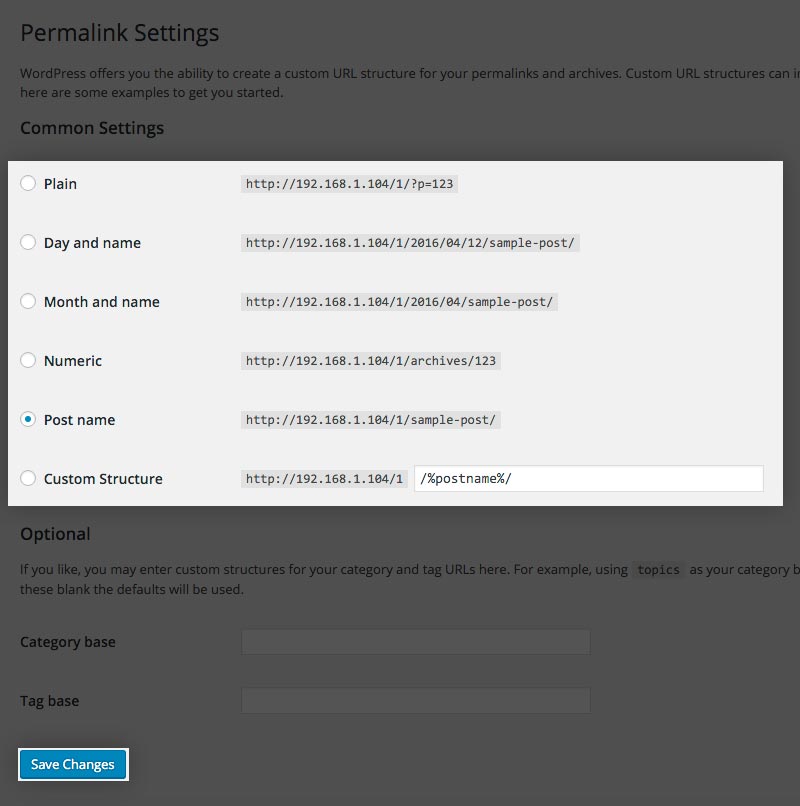 Permalink Settings
WordPress offers you the ability to create a custom URL structure for your permalinks and archives. Custom URL structures can
here are some examples to get you started.
Common Settings
Plain http://192.168.1.104/1/?p=123
Day and name http://192.168.1.104/1/2016/04/12/sample-post/
Month and name http://192.168.1.104/1/2016/04/sample-post/
Numeric http://192.168.1.104/1/archives/123
Post name http://192.168.1.104/1/sample-post/
Custom Structure http://192.168.1.104/1 /%postname%/
Optional
If you like, you may enter custom structures for your category and tag URLs here. For example, using topics as your category
these blank the defaults will be used.
Category base
Tag base
Save Changes